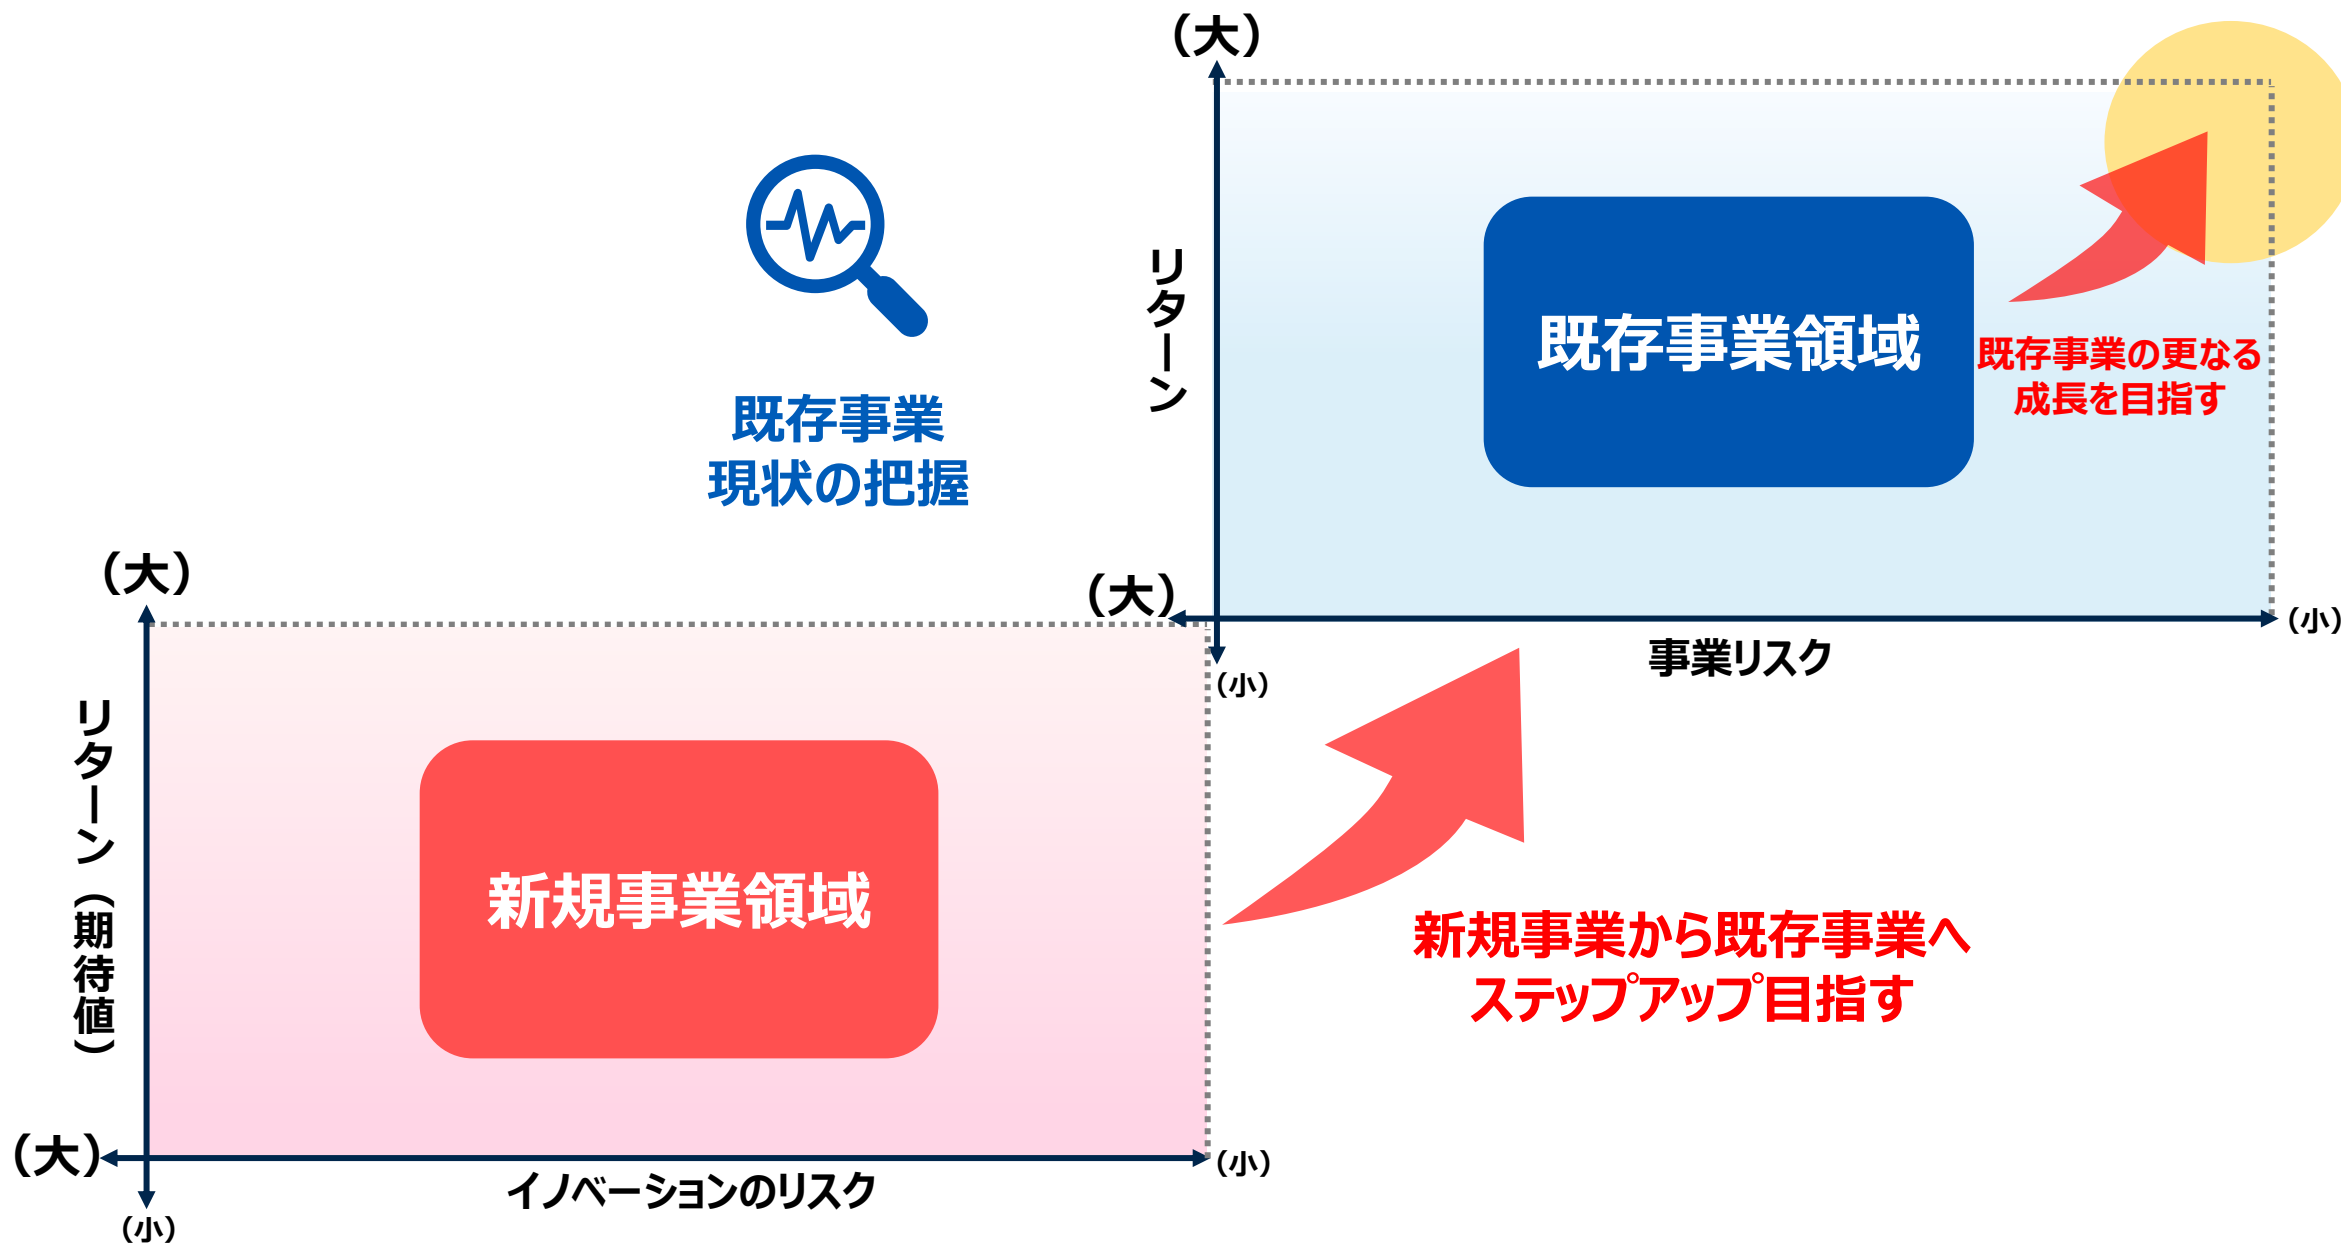 （大）
リターン
既存事業領域
既存事業の更なる
成長を目指す
既存事業
現状の把握
（大）
（小）
事業リスク
（小）
（大）
リターン（期待値）
新規事業領域
新規事業から既存事業へ
ステップアップ目指す
（大）
（小）
イノベーションのリスク
（小）